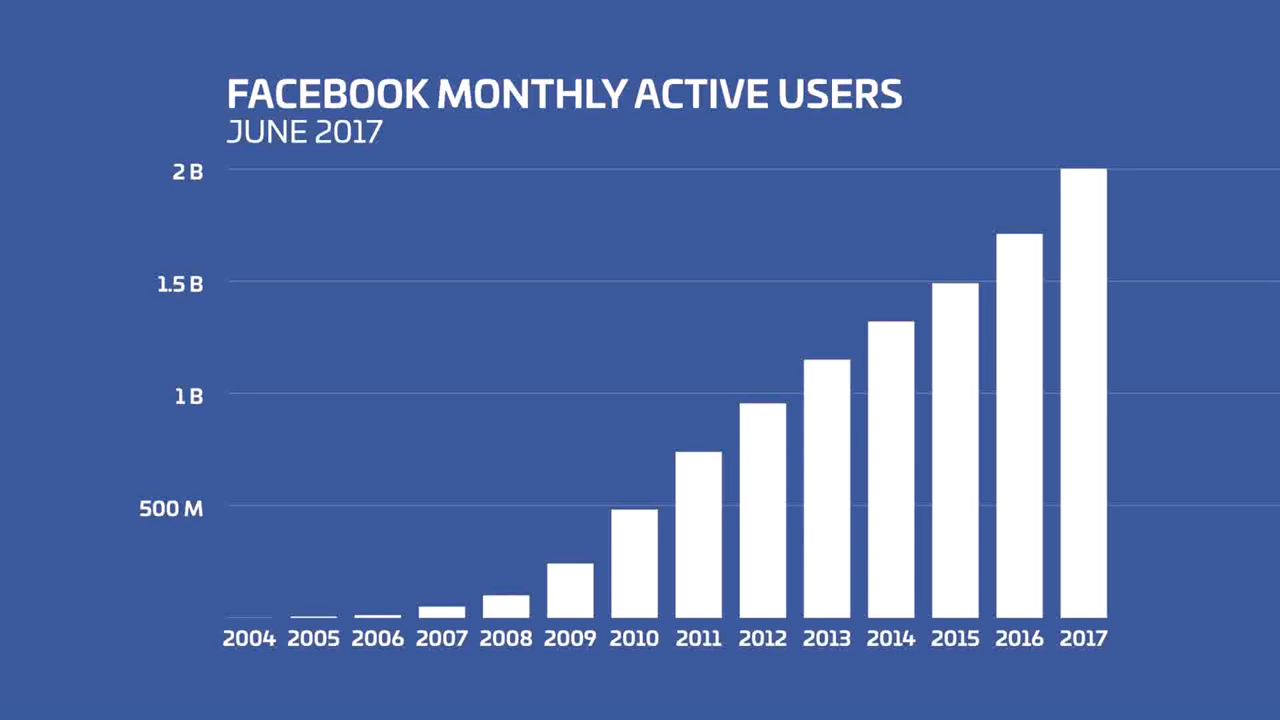 FACEBOOK MONTHLY ACTIVE USERS
JUNE 2017
2 B
1.5 B
1 B
500 M
2004 2005 2006 2007 2008 2009 2010 2011 2012 2013 2014 2015 2016 2017